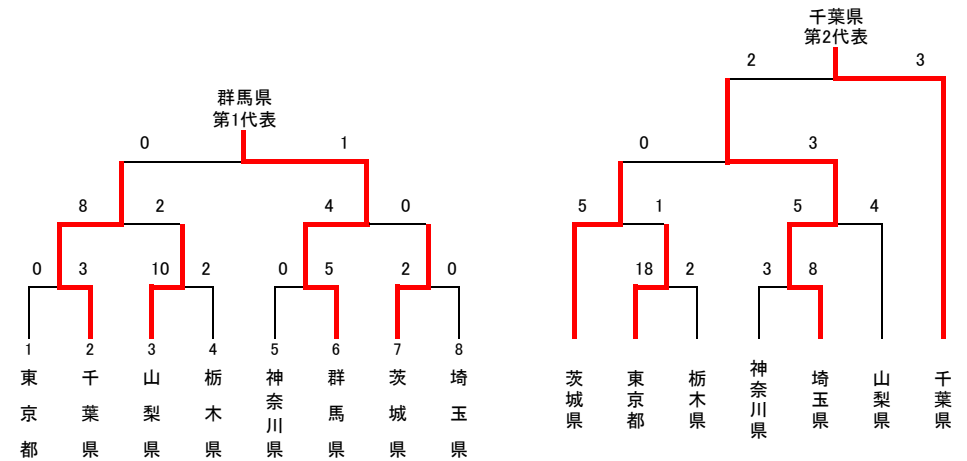 千葉県
第2代表
2 3
群馬県
第1代表
0 1
0 3
8 2
4 0
5 1
5 4
0 3
10 2
0 5
2 0
18 2
3 8
1 2 3 4 5 6 7 8
東京都
千葉県
山梨県
栃木県
神奈川県
群馬県
茨城県
埼玉県
茨城県
東京都
栃木県
神奈川県
埼玉県
山梨県
千葉県